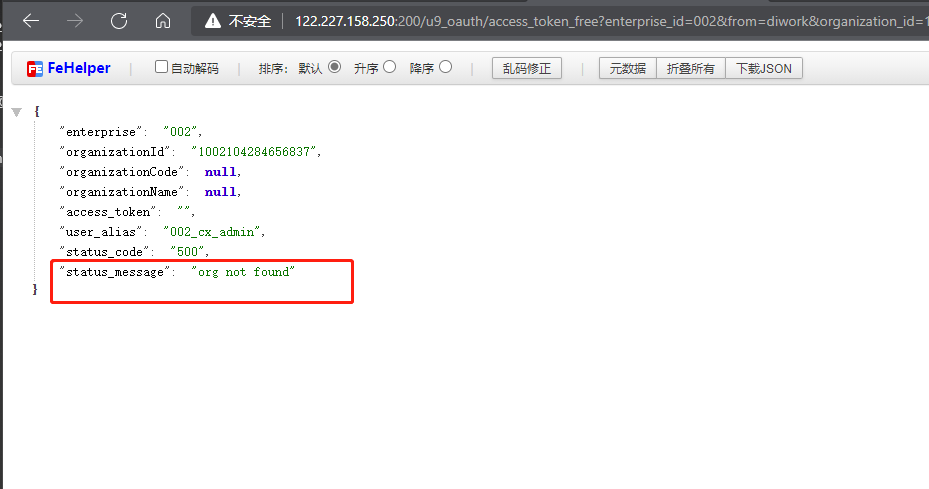 不安全 122.227.158.250:200/u9_oauth/access_token_free?enterprise_id=002&from=diwork&organization_id=1
FeHelper 自动解码 排序: 默认 升序 降序 乱码修正 元数据 折叠所有 下载JSON
{
"enterprise": "002",
"organizationId": "1002104284656837",
"organizationCode": null,
"organizationName": null,
"access_token": "",
"user_alias": "002_cx_admin",
"status_code": "500",
"status_message": "org not found"
}